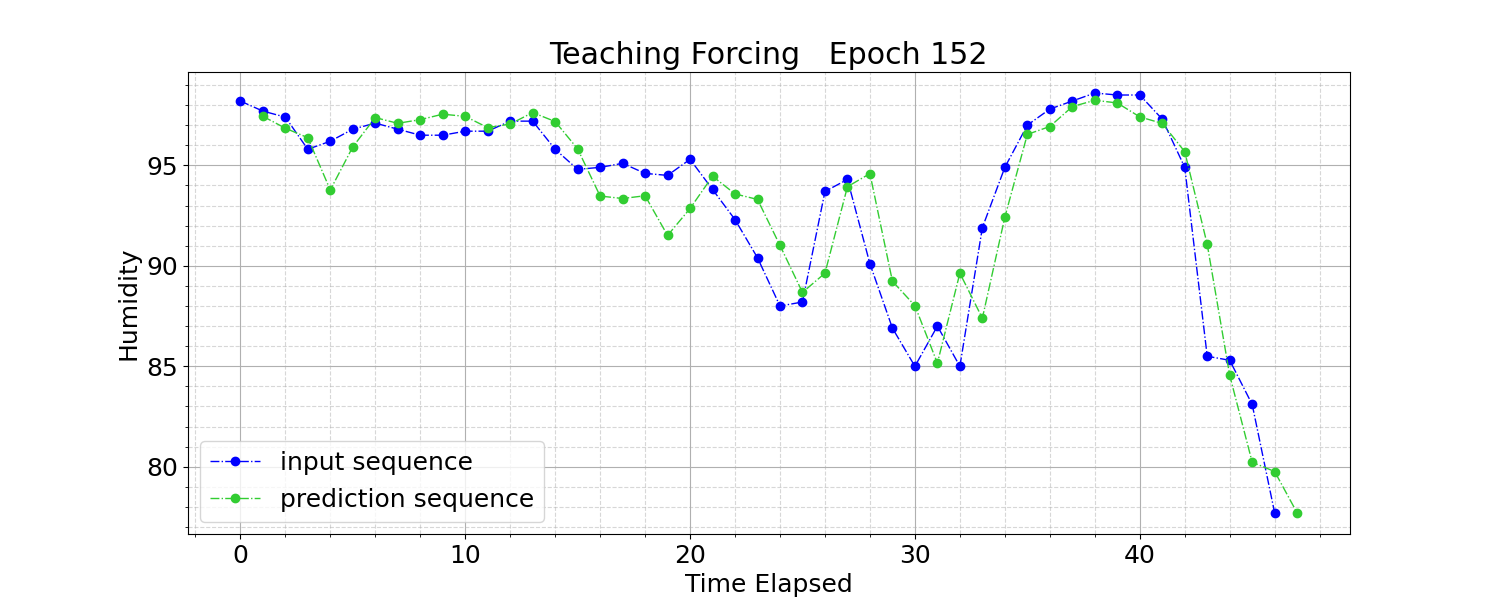 Teaching Forcing   Epoch 152
Humidity
95
90
85
80
input sequence
prediction sequence
0 10 20 30 40
Time Elapsed